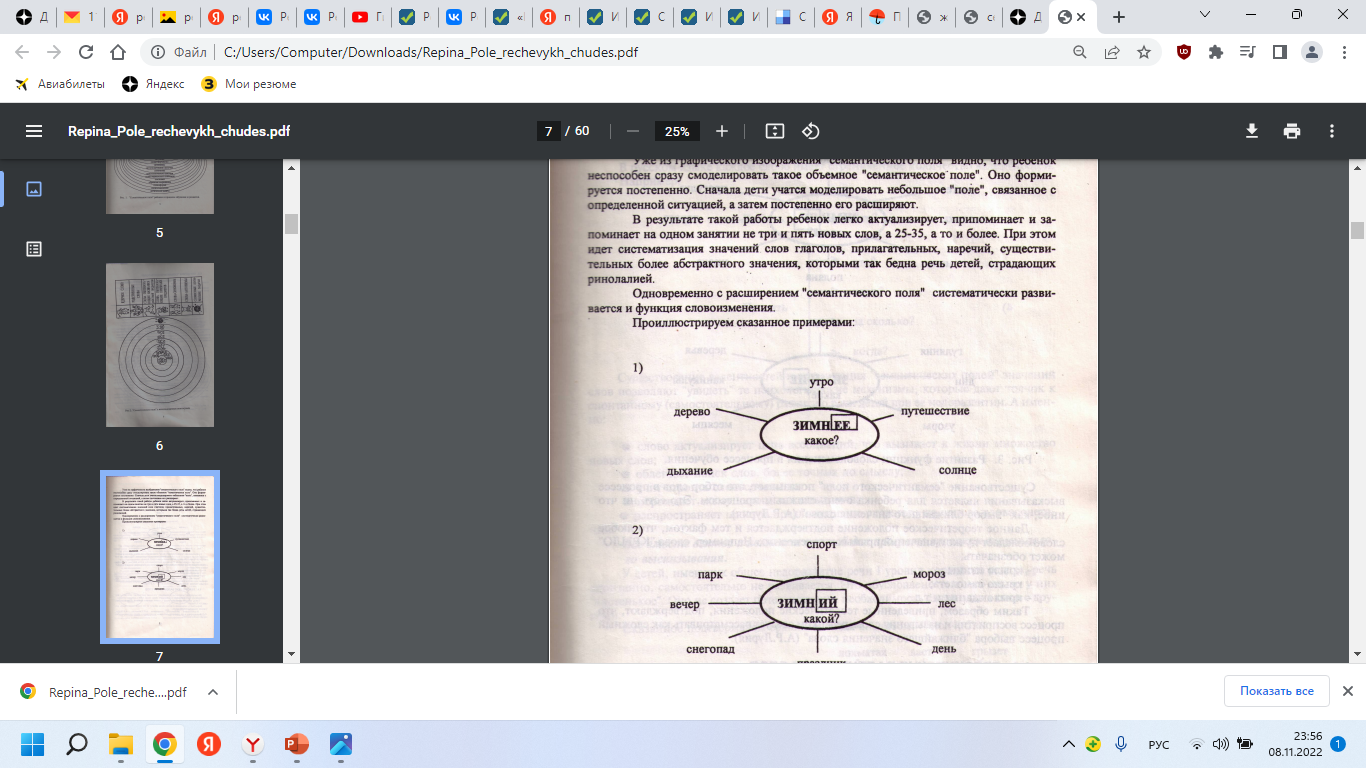 Д
1
ре
ре
ре
Р
Р
Г
Р
Р
«
п
И
С
И
И
С
Я
П
ж
с
Д
Файл C:/Users/Computer/Downloads/Repina_Pole_rechevykh_chudes.pdf
Авиабилеты Яндекс Мои резюме
Repina_Pole_rechevykh_chudes.pdf 7 / 60 25%
5
6
7
Уже из графического изображения "семантического поля" видно, что ребенок
неспособен сразу смоделировать такое объемное "семантическое поле". Оно форми-
руется постепенно. Сначала дети учатся моделировать небольшое "поле", связанное с
определенной ситуацией, а затем постепенно его расширяют.
В результате такой работы ребенок легко актуализирует, припоминает и за-
поминает на одном занятии не три и пять новых слов, а 25-35, а то и более. При этом
идет систематизация значений слов глаголов, прилагательных, наречий, существи-
тельных более абстрактного значения, которыми так бедна речь детей, страдающих
ринолалией.
Одновременно с расширением "семантического поля" систематически разви-
вается и функция словоизменения.
Проиллюстрируем сказанное примерами:
1)
утро
дерево путешествие
ЗИМНЕЕ
какое?
дыхание солнце
2)
спорт
парк мороз
вечер ЗИМНИЙ лес
какой?
снегопад день
праздник
Repina_Pole_reche....pdf Показать все
РУС 23:56
08.11.2022 1